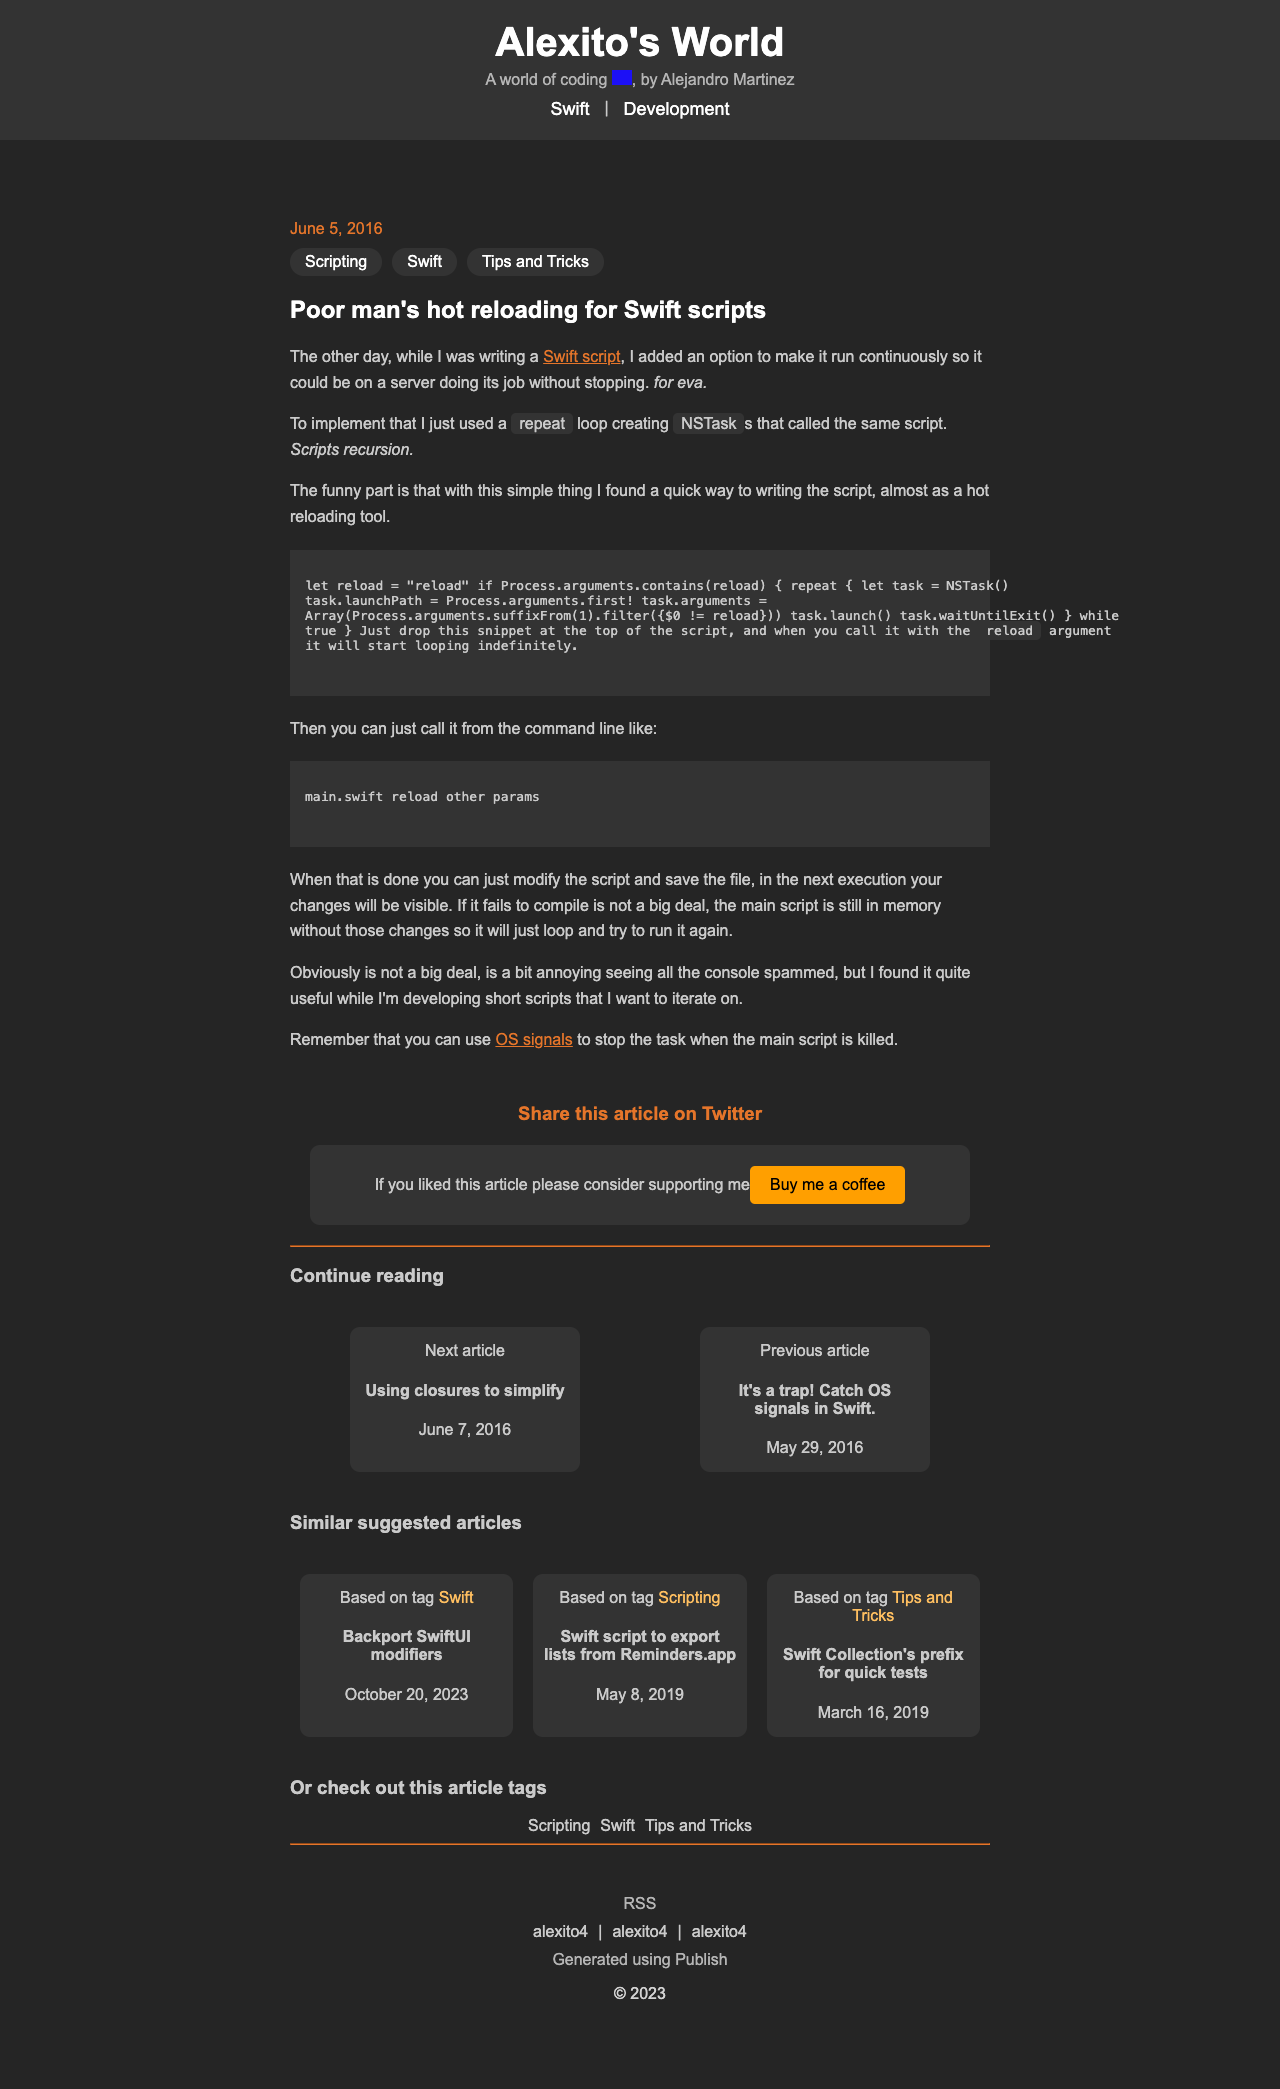 Alexito's World
A world of coding , by Alejandro Martinez
Swift | Development
June 5, 2016
Scripting Swift Tips and Tricks
Poor man's hot reloading for Swift scripts
The other day, while I was writing a Swift script, I added an option to make it run continuously so it
could be on a server doing its job without stopping. for eva.
To implement that I just used a repeat loop creating NSTask s that called the same script.
Scripts recursion.
The funny part is that with this simple thing I found a quick way to writing the script, almost as a hot
reloading tool.
let reload = "reload" if Process.arguments.contains(reload) { repeat { let task = NSTask()
task.launchPath = Process.arguments.first! task.arguments =
Array(Process.arguments.suffixFrom(1).filter({$0 != reload})) task.launch() task.waitUntilExit() } while
true } Just drop this snippet at the top of the script, and when you call it with the reload argument
it will start looping indefinitely.
Then you can just call it from the command line like:
main.swift reload other params
When that is done you can just modify the script and save the file, in the next execution your
changes will be visible. If it fails to compile is not a big deal, the main script is still in memory
without those changes so it will just loop and try to run it again.
Obviously is not a big deal, is a bit annoying seeing all the console spammed, but I found it quite
useful while I'm developing short scripts that I want to iterate on.
Remember that you can use OS signals to stop the task when the main script is killed.
Share this article on Twitter
If you liked this article please consider supporting me Buy me a coffee
Continue reading
Next article
Using closures to simplify
June 7, 2016
Previous article
It's a trap! Catch OS
signals in Swift.
May 29, 2016
Similar suggested articles
Based on tag Swift
Backport SwiftUI
modifiers
October 20, 2023
Based on tag Scripting
Swift script to export
lists from Reminders.app
May 8, 2019
Based on tag Tips and
Tricks
Swift Collection's prefix
for quick tests
March 16, 2019
Or check out this article tags
Scripting Swift Tips and Tricks
RSS
alexito4 | alexito4 | alexito4
Generated using Publish
© 2023